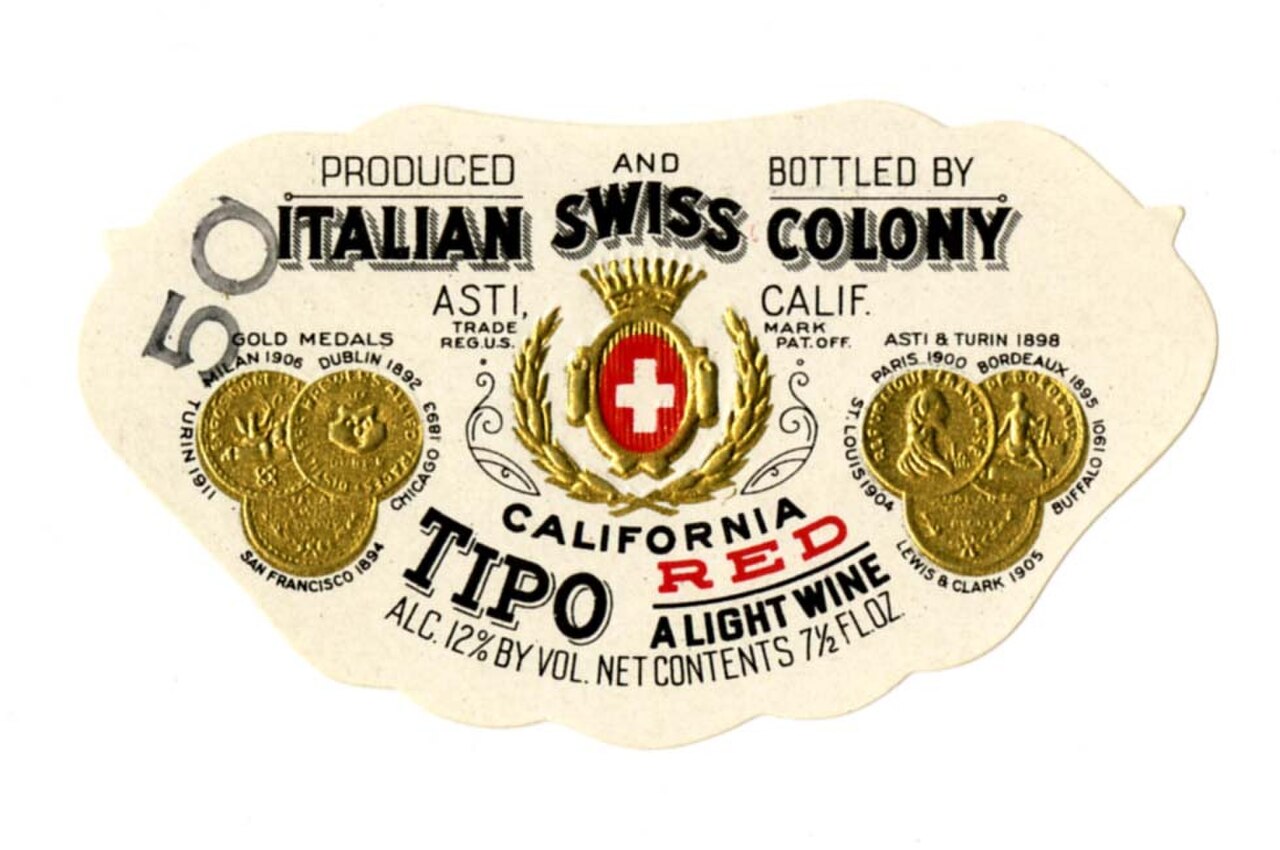 PRODUCED AND BOTTLED BY
ITALIAN SWISS COLONY
ASTI, CALIF.
TRADE MARK
REG.U.S. PAT.OFF.
50
GOLD MEDALS
MILAN 1906 DUBLIN 1892
TURIN 1911
CHICAGO 1893
SAN FRANCISCO 1894
ASTI & TURIN 1898
PARIS 1900 BORDEAUX 1895
ST. LOUIS 1904
BUFFALO 1901
LEWIS & CLARK 1905
CALIFORNIA
TIPO RED
A LIGHT WINE
ALC. 12% BY VOL. NET CONTENTS 7½ FL.OZ.